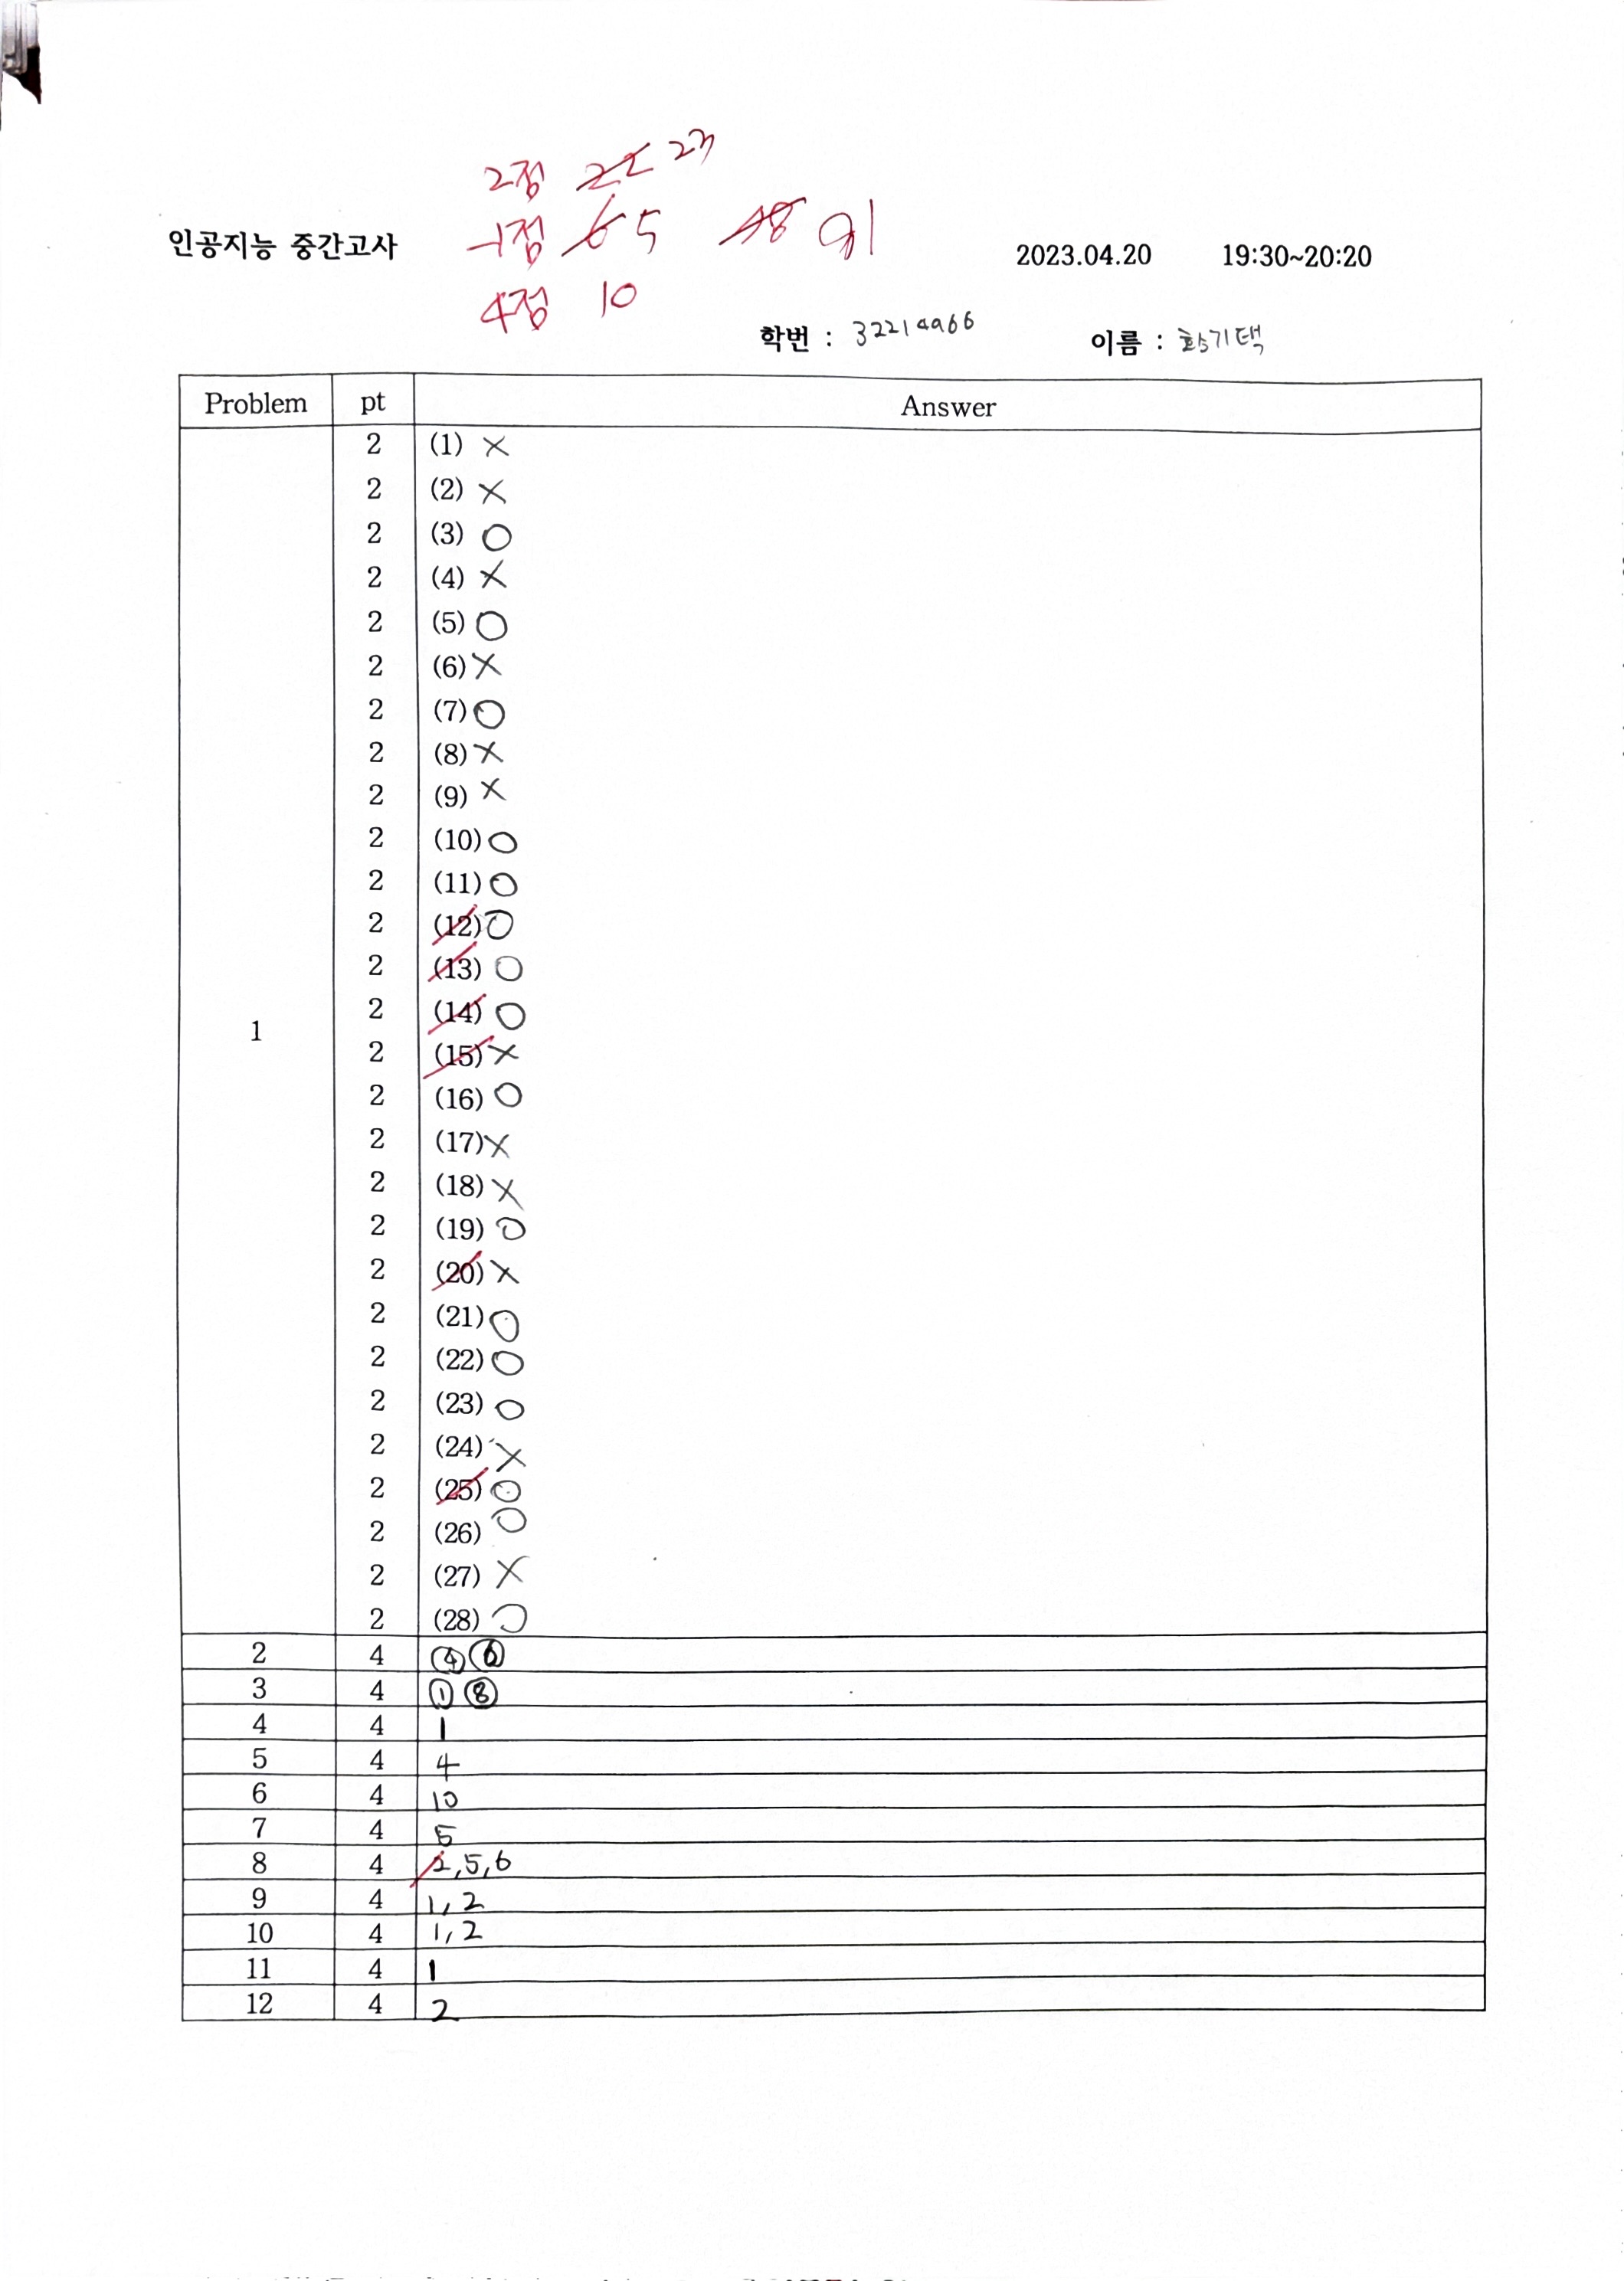 2점 22 23
인공지능 중간고사 -1점 6 5 48 91 2023.04.20 19:30~20:20
4점 10
학번 : 32214966 이름 : 황기택
Problem pt Answer
2 (1) X
2 (2) X
2 (3) O
2 (4) X
2 (5) O
2 (6) X
2 (7) O
2 (8) X
2 (9) X
2 (10) O
2 (11) O
2 (12) O
2 (13) O
2 (14) O
1 2 (15) X
2 (16) O
2 (17) X
2 (18) X
2 (19) O
2 (20) X
2 (21) O
2 (22) O
2 (23) O
2 (24) X
2 (25) O
2 (26) O
2 (27) X
2 (28) O
2 4 ④ ⑥
3 4 ① ⑧
4 4 1
5 4 4
6 4 10
7 4 5
8 4 2,5,6
9 4 1,2
10 4 1,2
11 4 1
12 4 2